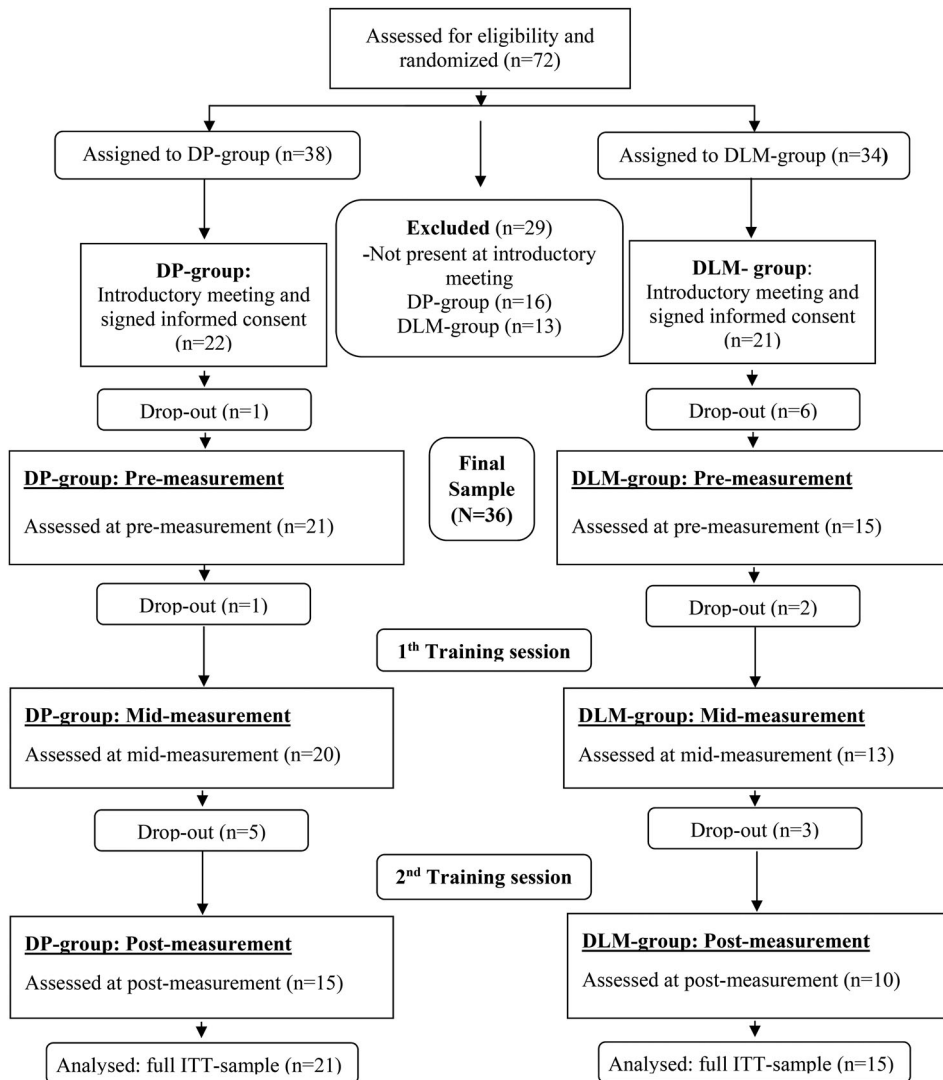 Assessed for eligibility and
randomized (n=72)
Assigned to DP-group (n=38)
Assigned to DLM-group (n=34)
Excluded (n=29)
-Not present at introductory
meeting
DP-group (n=16)
DLM-group (n=13)
DP-group:
Introductory meeting and
signed informed consent
(n=22)
DLM- group:
Introductory meeting and
signed informed consent
(n=21)
Drop-out (n=1)
Drop-out (n=6)
Final
Sample
(N=36)
DP-group: Pre-measurement
Assessed at pre-measurement (n=21)
DLM-group: Pre-measurement
Assessed at pre-measurement (n=15)
Drop-out (n=1)
Drop-out (n=2)
1th Training session
DP-group: Mid-measurement
Assessed at mid-measurement (n=20)
DLM-group: Mid-measurement
Assessed at mid-measurement (n=13)
Drop-out (n=5)
Drop-out (n=3)
2nd Training session
DP-group: Post-measurement
Assessed at post-measurement (n=15)
DLM-group: Post-measurement
Assessed at post-measurement (n=10)
Analysed: full ITT-sample (n=21)
Analysed: full ITT-sample (n=15)